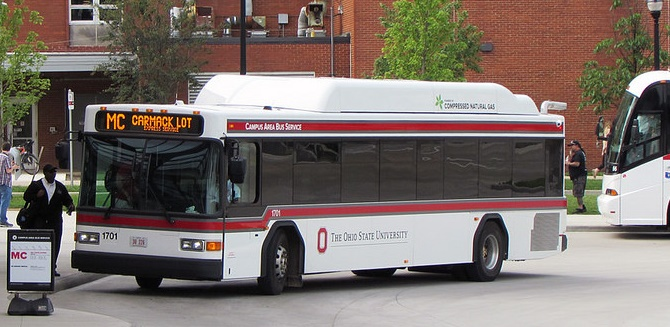 MC CARMACK LOT
EXPRESS SERVICE
CAMPUS AREA BUS SERVICE
COMPRESSED NATURAL GAS
1701
1701
THE OHIO STATE UNIVERSITY
MC